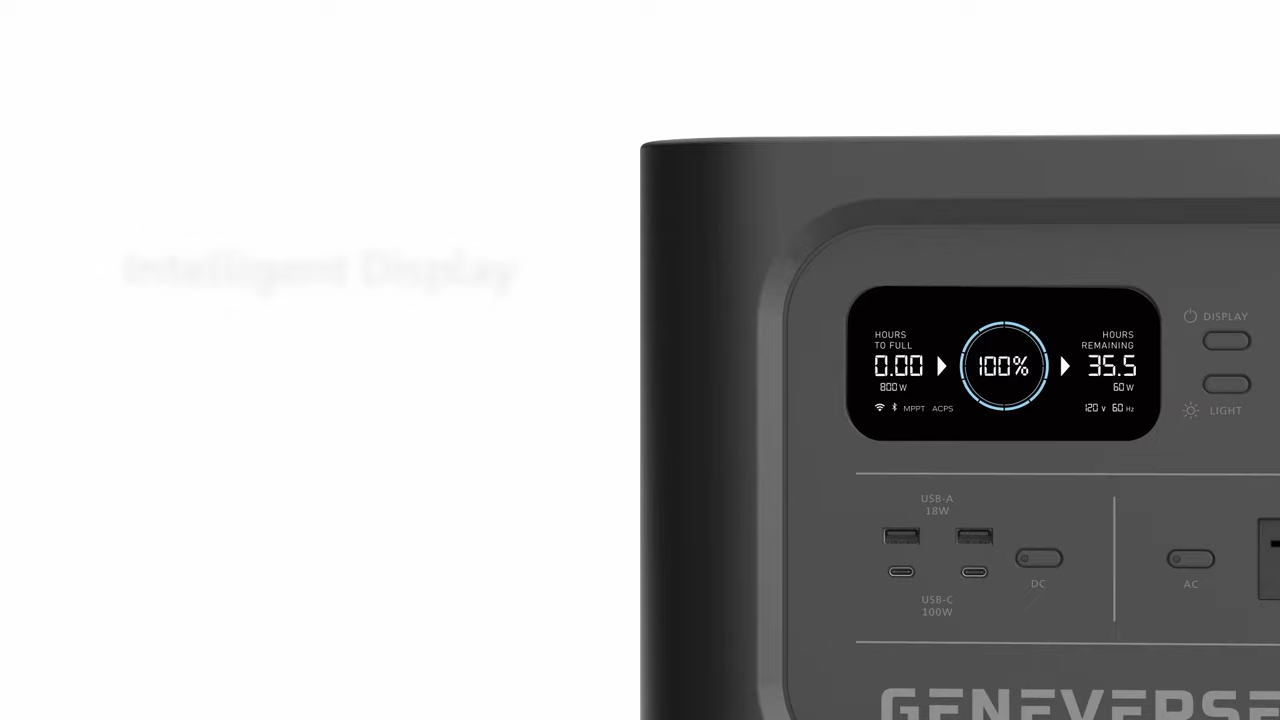 Intelligent Display
HOURS
TO FULL
0.00
800 W
MPPT ACPS
100%
HOURS
REMAINING
35.5
60 W
120 V 60 Hz
DISPLAY
LIGHT
USB-A
18W
DC
USB-C
100W
AC
GENEVERSE